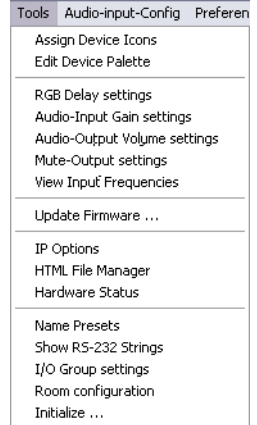 Tools Audio-input-Config Preferen
Assign Device Icons
Edit Device Palette
RGB Delay settings
Audio-Input Gain settings
Audio-Output Volume settings
Mute-Output settings
View Input Frequencies
Update Firmware ...
IP Options
HTML File Manager
Hardware Status
Name Presets
Show RS-232 Strings
I/O Group settings
Room configuration
Initialize ...